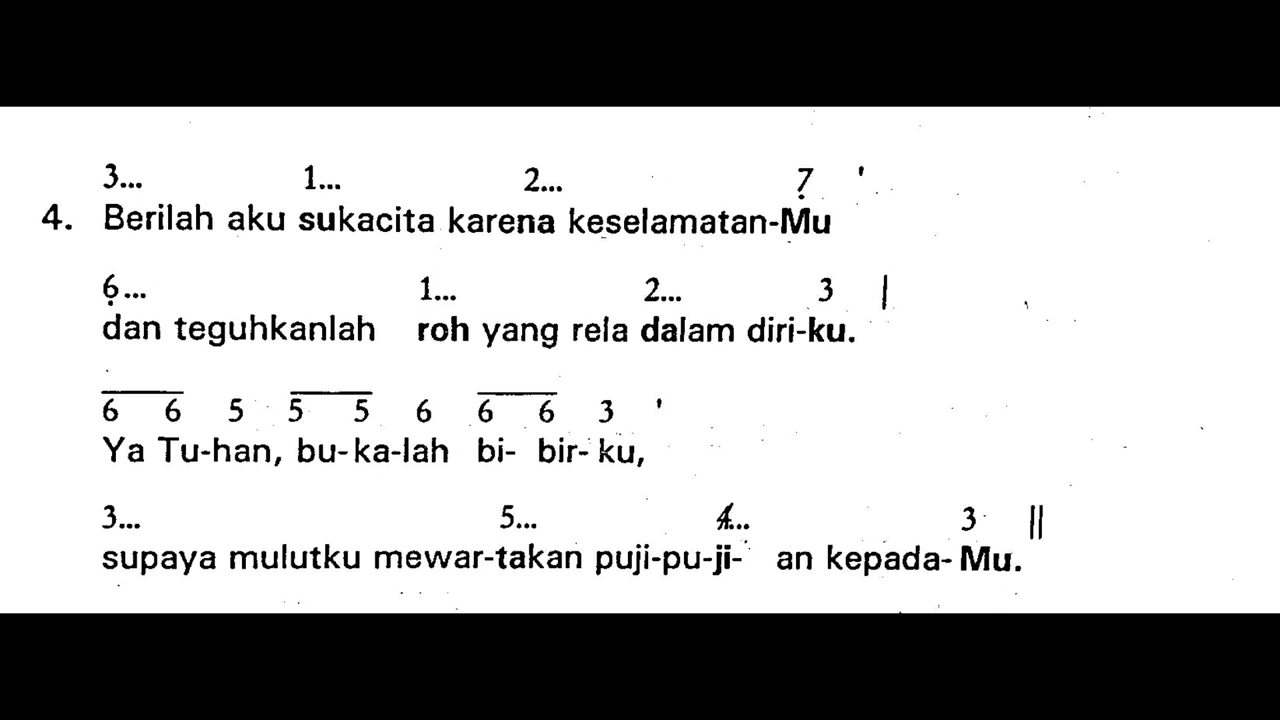 3... 1... 2... 7̣ '
4. Berilah aku sukacita karena keselamatan-Mu
6̣... 1... 2... 3 |
dan teguhkanlah roh yang rela dalam diri-ku.
6 6 5 5 5 6 6 6 3 '
Ya Tu-han, bu-ka-lah bi- bir- ku,
3... 5... 4... 3 ||
supaya mulutku mewar-takan puji-pu-ji- an kepada- Mu.